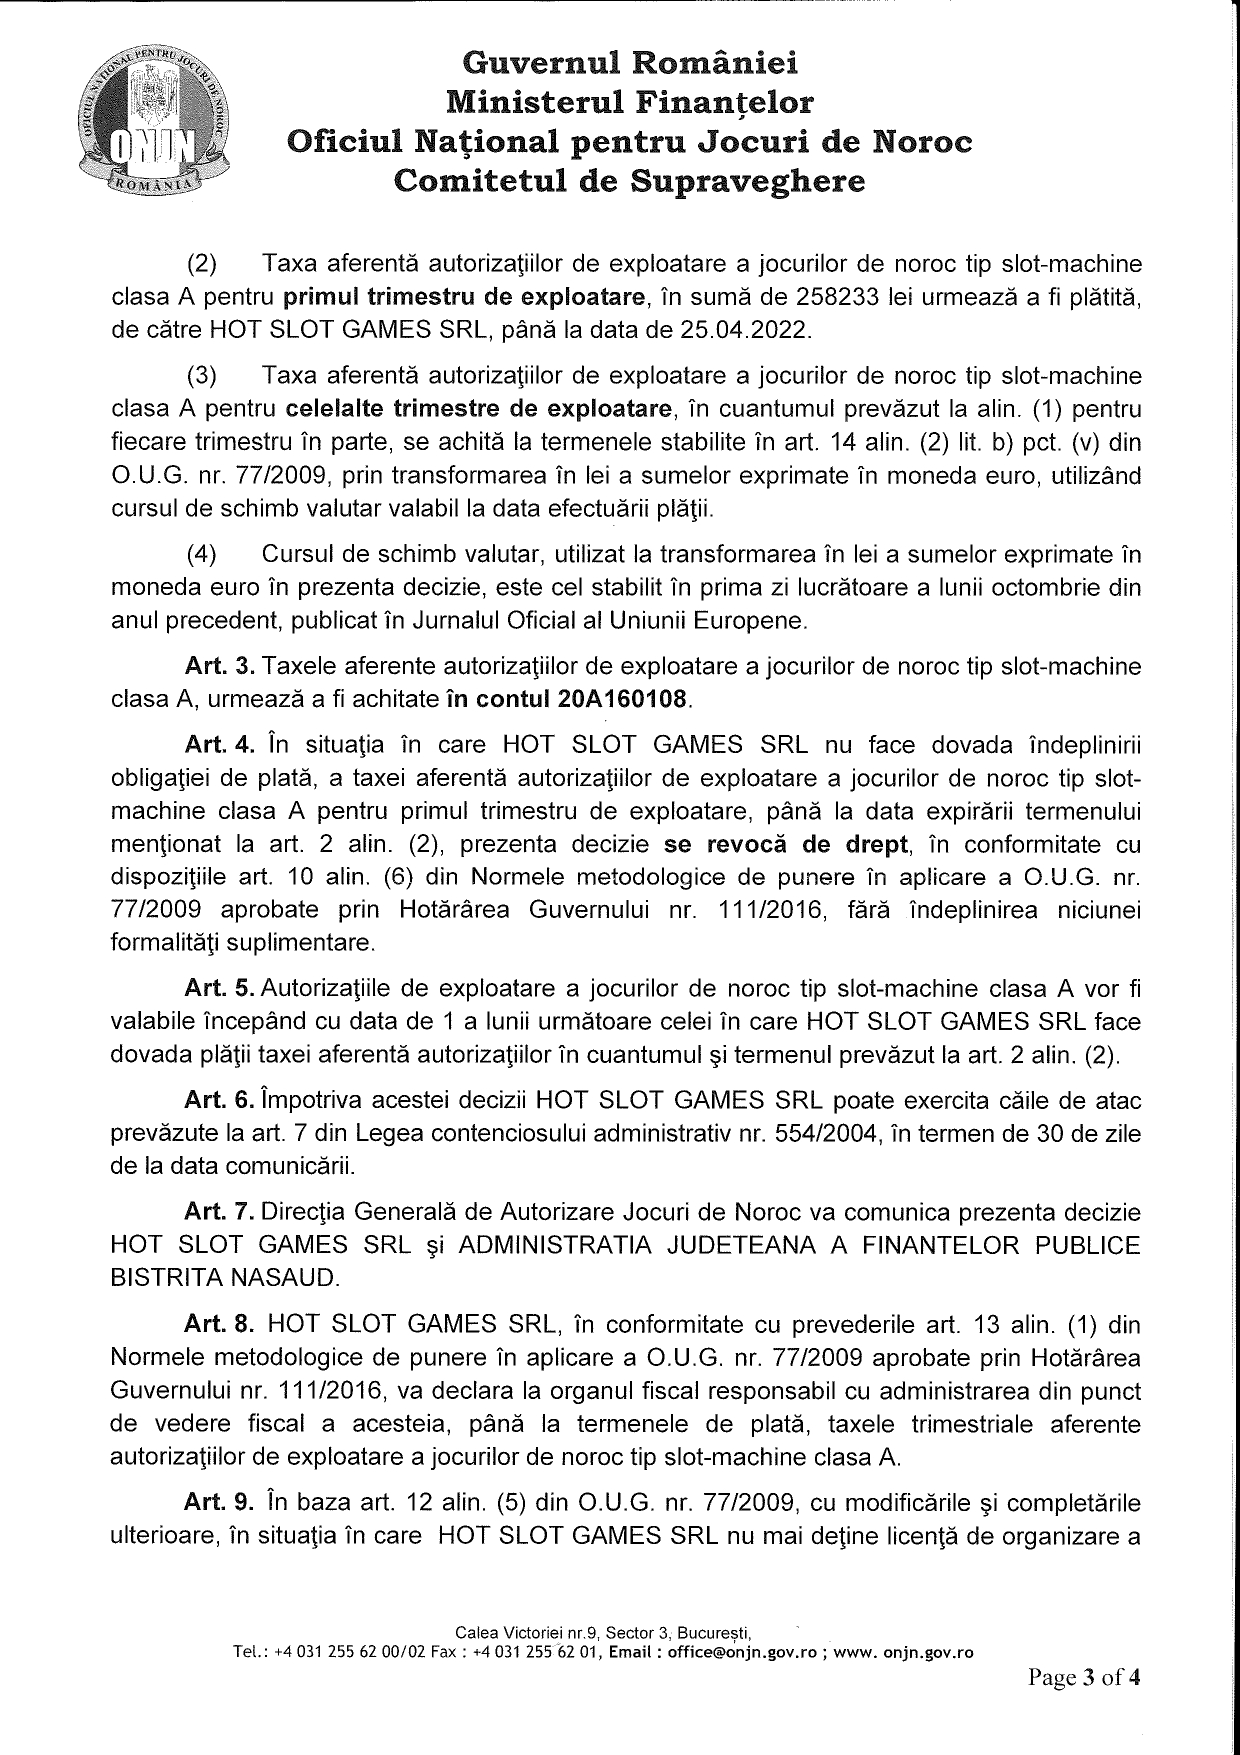 Guvernul României
Ministerul Finanţelor
Oficiul Naţional pentru Jocuri de Noroc
Comitetul de Supraveghere
OFICIUL NAŢIONAL PENTRU JOCURI DE NOROC
ONJN
ROMÂNIA
(2) Taxa aferentă autorizaţiilor de exploatare a jocurilor de noroc tip slot-machine
clasa A pentru primul trimestru de exploatare, în sumă de 258233 lei urmează a fi plătită,
de către HOT SLOT GAMES SRL, până la data de 25.04.2022.
(3) Taxa aferentă autorizaţiilor de exploatare a jocurilor de noroc tip slot-machine
clasa A pentru celelalte trimestre de exploatare, în cuantumul prevăzut la alin. (1) pentru
fiecare trimestru în parte, se achită la termenele stabilite în art. 14 alin. (2) lit. b) pct. (v) din
O.U.G. nr. 77/2009, prin transformarea în lei a sumelor exprimate în moneda euro, utilizând
cursul de schimb valutar valabil la data efectuării plăţii.
(4) Cursul de schimb valutar, utilizat la transformarea în lei a sumelor exprimate în
moneda euro în prezenta decizie, este cel stabilit în prima zi lucrătoare a lunii octombrie din
anul precedent, publicat în Jurnalul Oficial al Uniunii Europene.
Art. 3. Taxele aferente autorizaţiilor de exploatare a jocurilor de noroc tip slot-machine
clasa A, urmează a fi achitate în contul 20A160108.
Art. 4. În situaţia în care HOT SLOT GAMES SRL nu face dovada îndeplinirii
obligaţiei de plată, a taxei aferentă autorizaţiilor de exploatare a jocurilor de noroc tip slot-
machine clasa A pentru primul trimestru de exploatare, până la data expirării termenului
menţionat la art. 2 alin. (2), prezenta decizie se revocă de drept, în conformitate cu
dispoziţiile art. 10 alin. (6) din Normele metodologice de punere în aplicare a O.U.G. nr.
77/2009 aprobate prin Hotărârea Guvernului nr. 111/2016, fără îndeplinirea niciunei
formalităţi suplimentare.
Art. 5. Autorizaţiile de exploatare a jocurilor de noroc tip slot-machine clasa A vor fi
valabile începând cu data de 1 a lunii următoare celei în care HOT SLOT GAMES SRL face
dovada plăţii taxei aferentă autorizaţiilor în cuantumul şi termenul prevăzut la art. 2 alin. (2).
Art. 6. Împotriva acestei decizii HOT SLOT GAMES SRL poate exercita căile de atac
prevăzute la art. 7 din Legea contenciosului administrativ nr. 554/2004, în termen de 30 de zile
de la data comunicării.
Art. 7. Direcţia Generală de Autorizare Jocuri de Noroc va comunica prezenta decizie
HOT SLOT GAMES SRL şi ADMINISTRATIA JUDETEANA A FINANTELOR PUBLICE
BISTRITA NASAUD.
Art. 8. HOT SLOT GAMES SRL, în conformitate cu prevederile art. 13 alin. (1) din
Normele metodologice de punere în aplicare a O.U.G. nr. 77/2009 aprobate prin Hotărârea
Guvernului nr. 111/2016, va declara la organul fiscal responsabil cu administrarea din punct
de vedere fiscal a acesteia, până la termenele de plată, taxele trimestriale aferente
autorizaţiilor de exploatare a jocurilor de noroc tip slot-machine clasa A.
Art. 9. În baza art. 12 alin. (5) din O.U.G. nr. 77/2009, cu modificările şi completările
ulterioare, în situaţia în care HOT SLOT GAMES SRL nu mai deţine licenţă de organizare a
Calea Victoriei nr.9, Sector 3, Bucureşti,
Tel.: +4 031 255 62 00/02 Fax : +4 031 255 62 01, Email : office@onjn.gov.ro ; www. onjn.gov.ro
Page 3 of 4